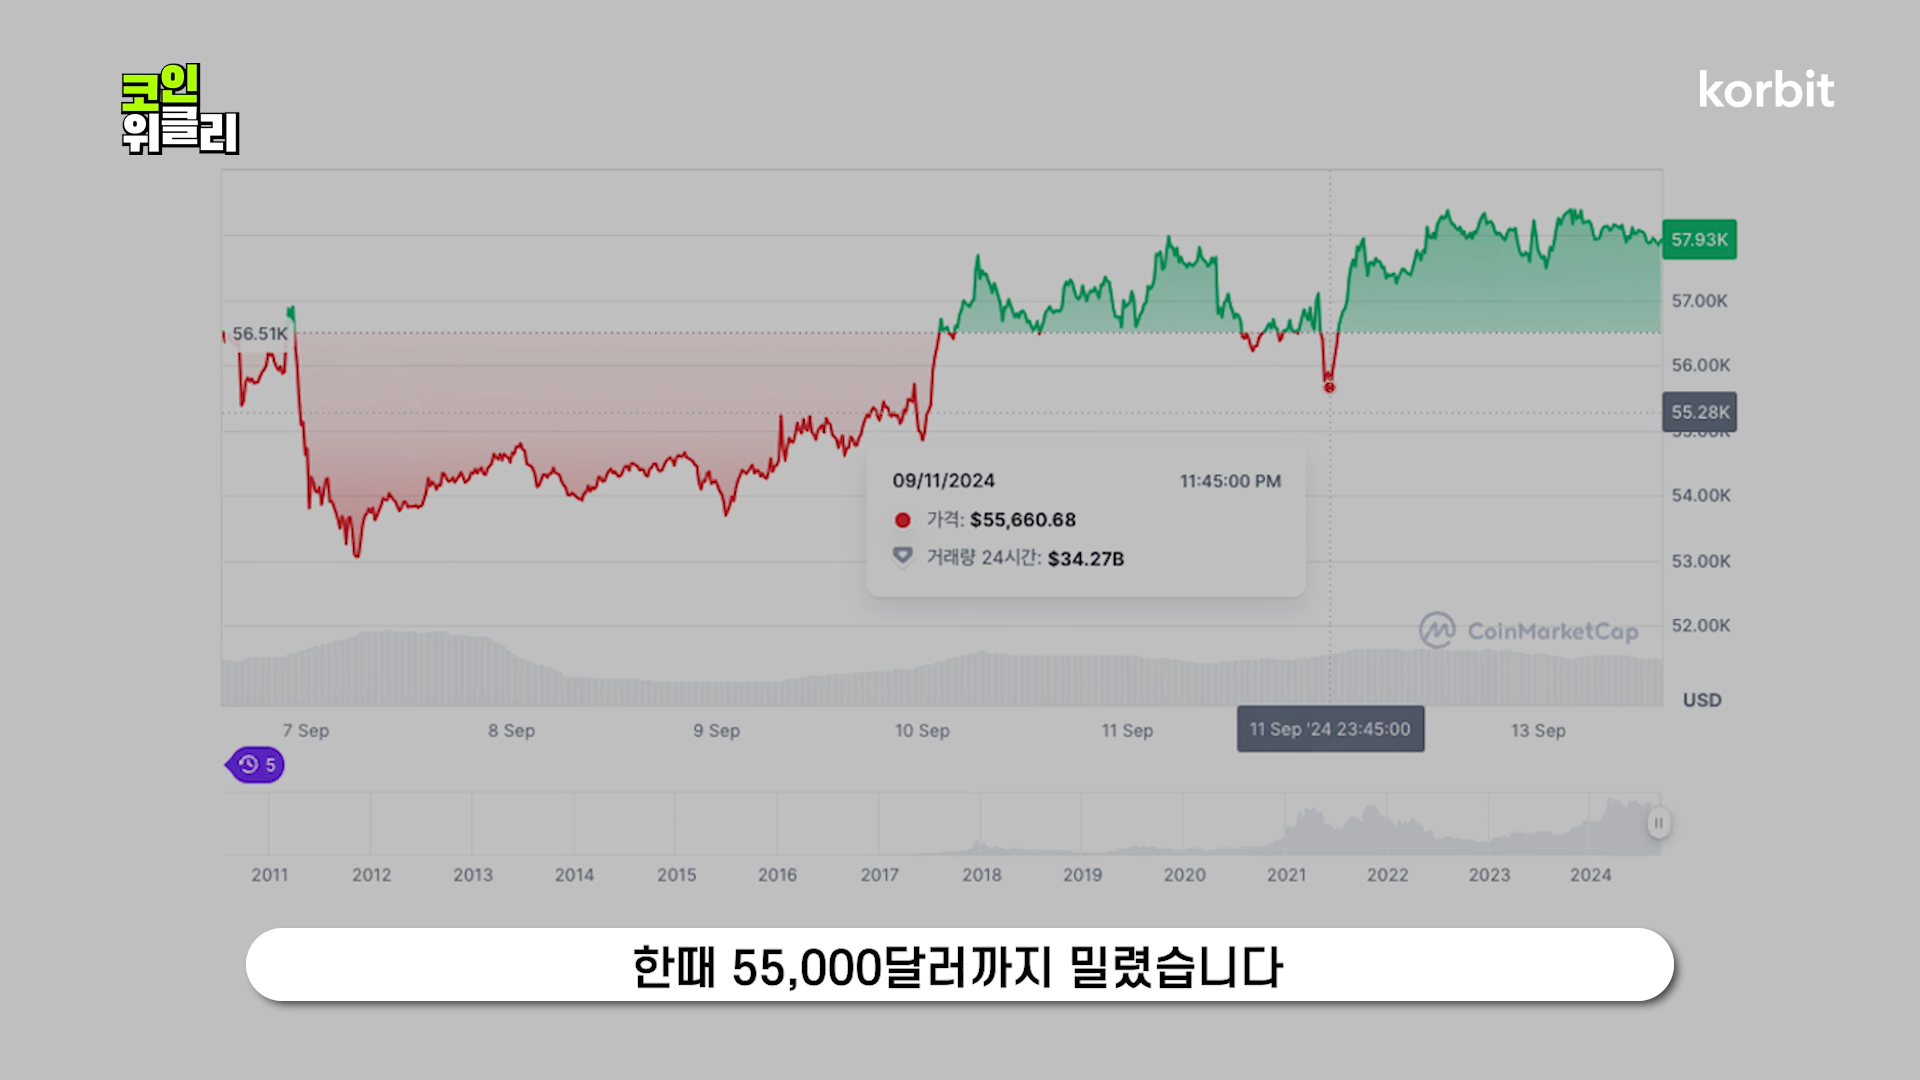 코인
위클리
korbit
57.93K
57.00K
56.51K
56.00K
55.28K
09/11/2024 11:45:00 PM
가격: $55,660.68
거래량 24시간: $34.27B
54.00K
53.00K
52.00K
CoinMarketCap
USD
7 Sep 8 Sep 9 Sep 10 Sep 11 Sep 11 Sep '24 23:45:00 13 Sep
5
2011 2012 2013 2014 2015 2016 2017 2018 2019 2020 2021 2022 2023 2024
한때 55,000달러까지 밀렸습니다